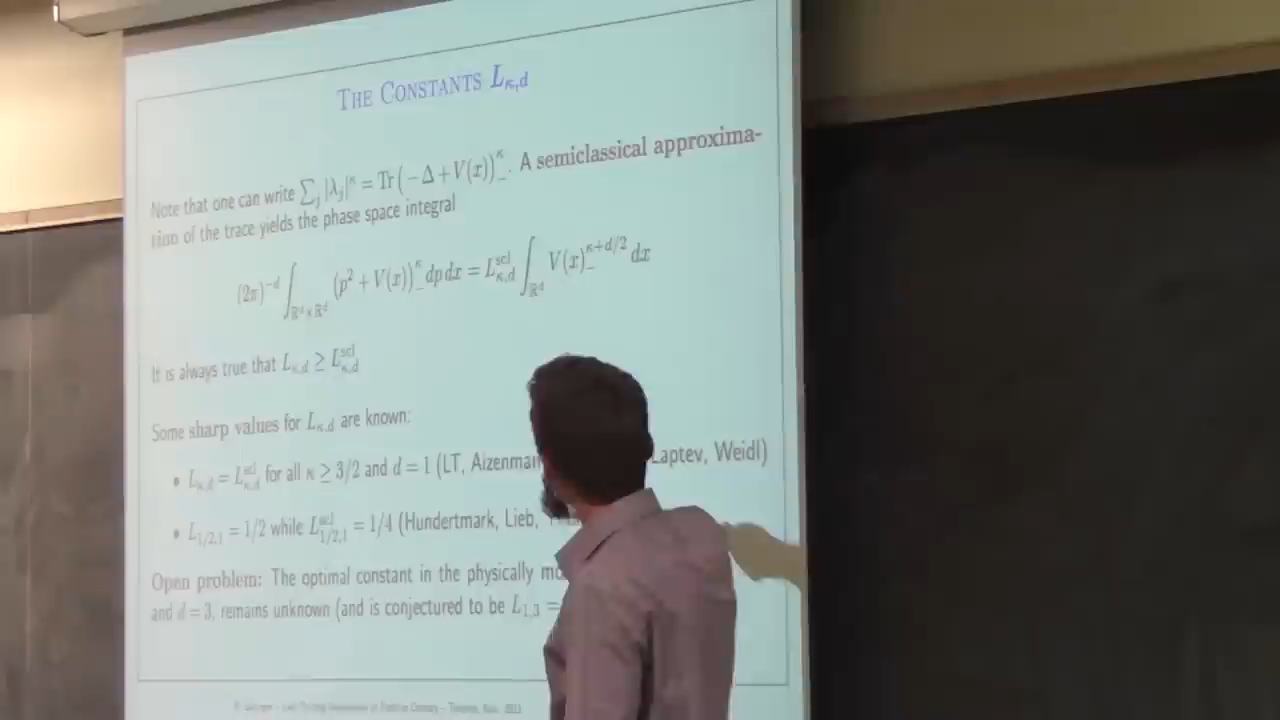 THE CONSTANTS L_{κ,d}
Note that one can write ∑_j |λ_j|^κ = Tr(−Δ + V(x))_−^κ. A semiclassical approxima-
tion of the trace yields the phase space integral
(2π)^{−d} ∫_{ℝ^d×ℝ^d} (p² + V(x))_−^κ dp dx = L_{κ,d}^{scl} ∫_{ℝ^d} V(x)_−^{κ+d/2} dx
It is always true that L_{κ,d} ≥ L_{κ,d}^{scl}
Some sharp values for L_{κ,d} are known:
• L_{κ,d} = L_{κ,d}^{scl} for all κ ≥ 3/2 and d = 1 (LT, Aizenman Laptev, Weidl)
• L_{1/2,1} = 1/2 while L_{1/2,1}^{scl} = 1/4 (Hundertmark, Lieb,
Open problem: The optimal constant in the physically
and d = 3, remains unknown (and is conjectured to be L_{1,3} =